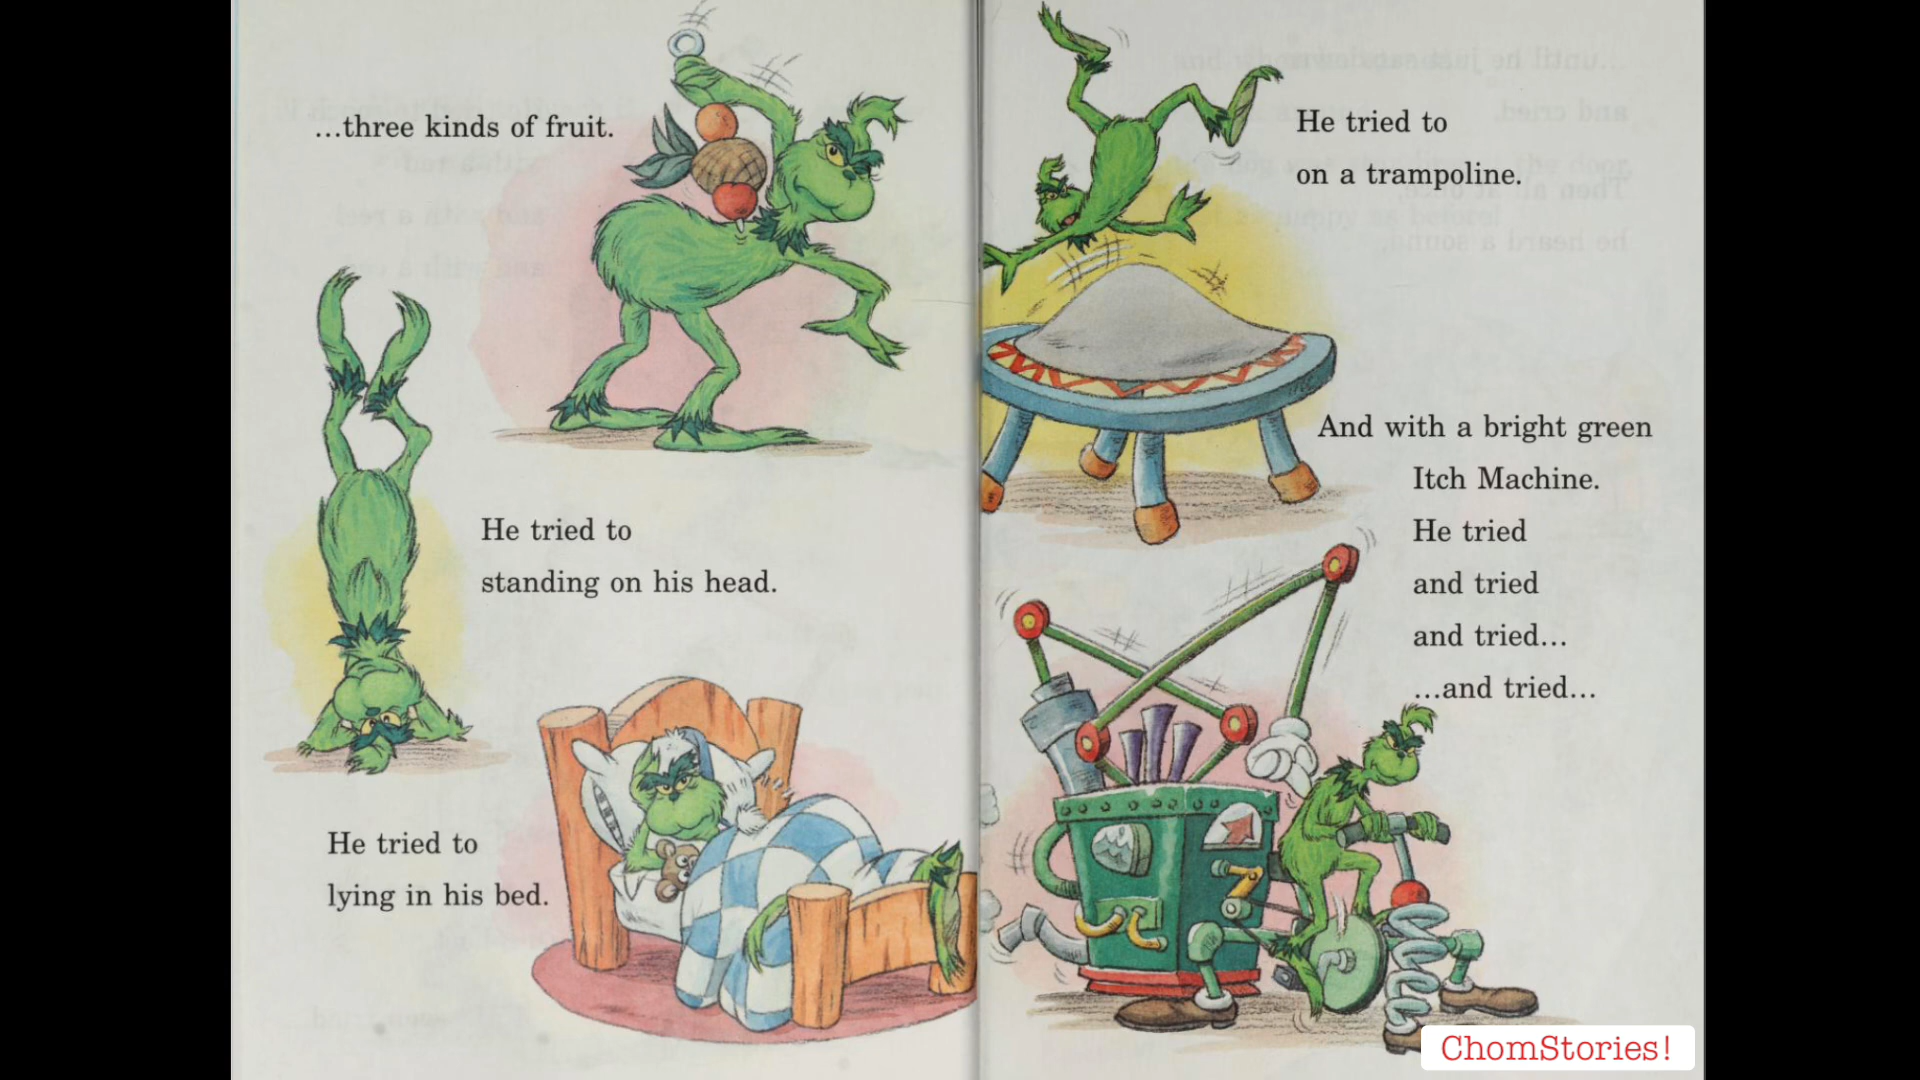 ...three kinds of fruit.
He tried to
standing on his head.
He tried to
lying in his bed.
He tried to
on a trampoline.
And with a bright green
Itch Machine.
He tried
and tried
and tried...
...and tried...
ChomStories!